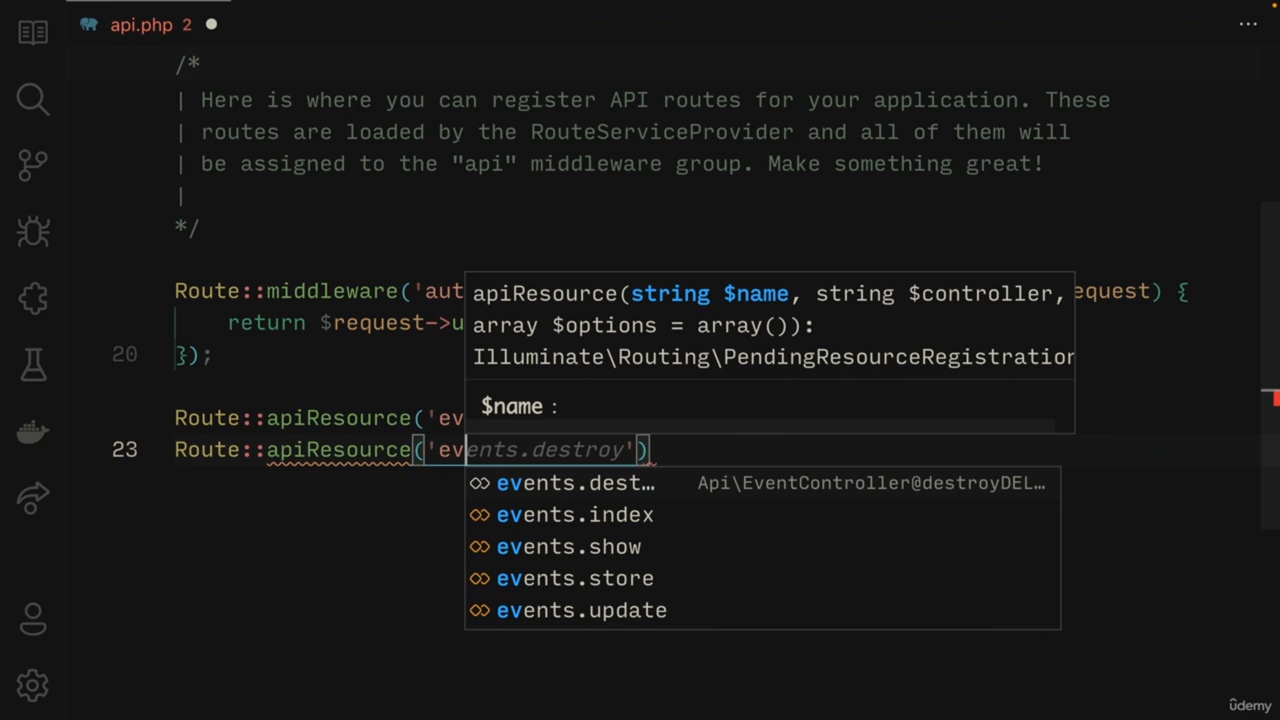 api.php 2
/*
| Here is where you can register API routes for your application. These
| routes are loaded by the RouteServiceProvider and all of them will
| be assigned to the "api" middleware group. Make something great!
|
*/
Route::middleware('aut
equest) {
return $request->u
20 });
apiResource(string $name, string $controller,
array $options = array()):
Illuminate\Routing\PendingResourceRegistration
$name :
Route::apiResource('ev
23 Route::apiResource('events.destroy')
events.dest… Api\EventController@destroyDEL…
events.index
events.show
events.store
events.update
ûdemy